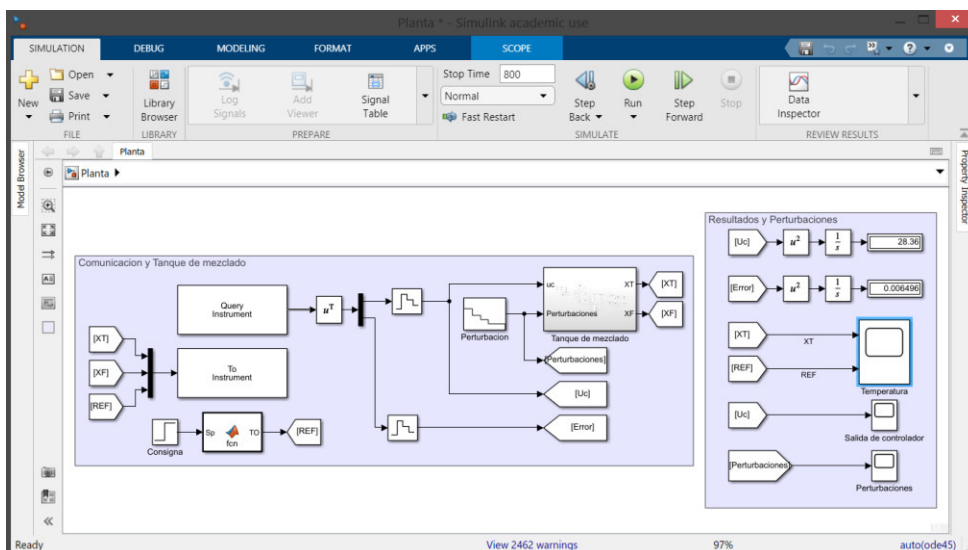 Planta * - Simulink academic use
SIMULATION DEBUG MODELING FORMAT APPS SCOPE
New
Open
Save
Print
FILE
Library Browser
LIBRARY
Log Signals
Add Viewer
Signal Table
PREPARE
Stop Time 800
Normal
Fast Restart
Step Back
Run
Step Forward
Stop
SIMULATE
Data Inspector
REVIEW RESULTS
Model Browser
Planta
Property Inspector
Planta
Comunicacion y Tanque de mezclado
Query Instrument
To Instrument
[XT]
[XF]
[REF]
Consigna
Sp
fcn
TO
[REF]
uT
Perturbacion
uc
Perturbaciones
XT
XF
Tanque de mezclado
[XT]
[XF]
[Perturbaciones]
[Uc]
[Error]
Resultados y Perturbaciones
[Uc]
u2
1
s
28.36
[Error]
u2
1
s
0.006496
[XT]
XT
[REF]
REF
Temperatura
[Uc]
Salida de controlador
[Perturbaciones]
Perturbaciones
Ready
View 2462 warnings
97%
auto(ode45)